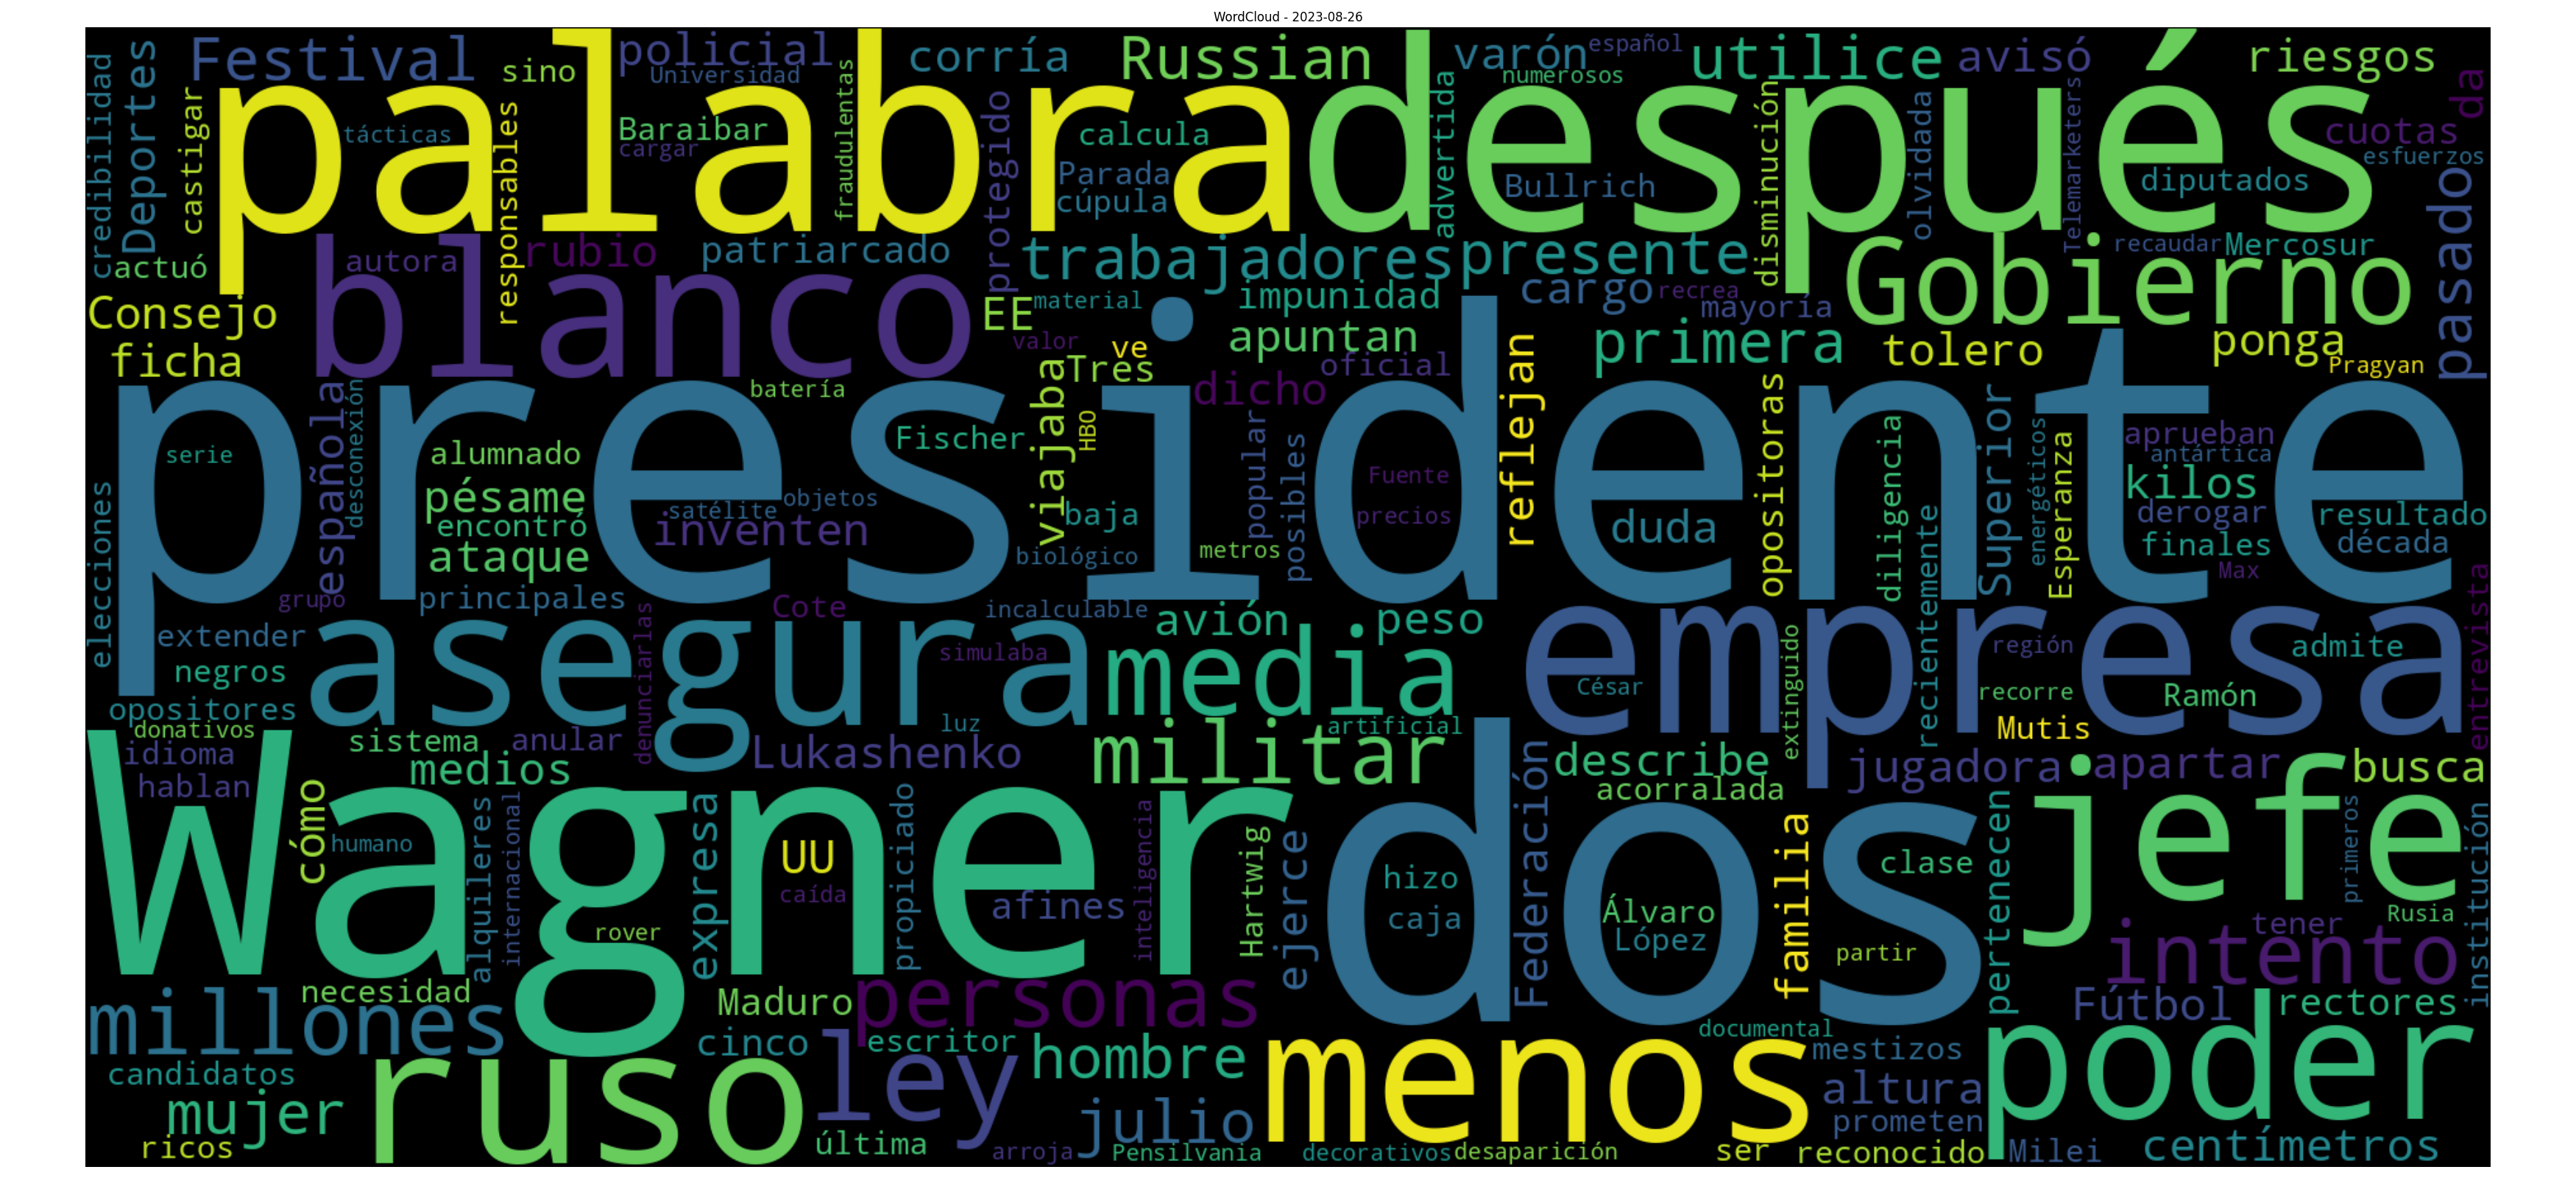 WordCloud - 2023-08-26
credibilidad
Deportes
Festival
castigar
tácticas
sino
responsables
policial
Universidad
Baraibar
cargar
fraudulentas
corría
protegido
Russian
calcula
Parada
cúpula
advertida
varón
español
numerosos
Bullrich
utilice
disminución
avisó
olvidada
Telemarketers
riesgos
da
cuotas
esfuerzos
diputados
palabra
después
pasado
actuó
autora
rubio
patriarcado
trabajadores
presente
recaudar
Mercosur
Consejo
blanco
EE
material
impunidad
cargo
recrea
mayoría
Gobierno
ficha
valor
ve
apuntan
primera
tolero
ponga
Pragyan
española
desconexión
batería
viajaba
Tres
HBO
dicho
oficial
reflejan
serie
alumnado
Fischer
popular
posibles
Fuente
precios
opositoras
diligencia
Superior
energéticos
Esperanza
aprueban
antártica
kilos
presidente
pésame
encontró
ataque
satélite
objetos
inventen
baja
biológico
metros
duda
derogar
resultado
finales
década
Max
elecciones
grupo
principales
Cote
incalculable
avión
peso
extender
negros
opositores
donativos
asegura
denunciarlas
simulaba
luz
media
artificial
empresa
César
extinguido
recientemente
región
recorre
Mutis
Ramón
admite
entrevista
idioma
hablan
sistema
anular
medios
Lukashenko
militar
Federación
describe
acorralada
jugadora
apartar
busca
Wagner
cómo
humano
alquileres
internacional
rover
expresa
UU
caída
propiciado
afines
inteligencia
Hartwig
ejerce
dos
hizo
caja
Álvaro
López
familia
clase
partir
pertenecen
jefe
primeros
Rusia
institución
tener
intento
millones
necesidad
Maduro
personas
Fútbol
rectores
candidatos
cinco
escritor
hombre
documental
mestizos
poder
mujer
ruso
ley
julio
menos
altura
prometen
ricos
última
arroja
Pensilvania
decorativos
desaparición
ser
reconocido
Milei
centímetros